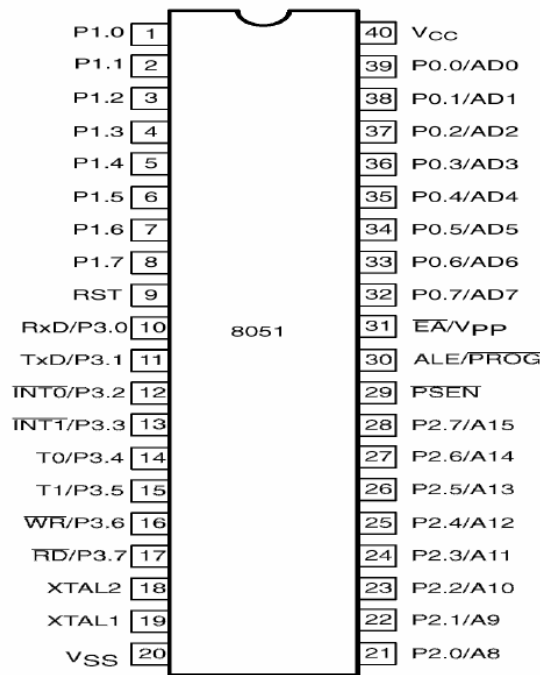 P1.0 1 40 VCC
P1.1 2 39 P0.0/AD0
P1.2 3 38 P0.1/AD1
P1.3 4 37 P0.2/AD2
P1.4 5 36 P0.3/AD3
P1.5 6 35 P0.4/AD4
P1.6 7 34 P0.5/AD5
P1.7 8 33 P0.6/AD6
RST 9 32 P0.7/AD7
RxD/P3.0 10 8051 31 EA/VPP
TxD/P3.1 11 30 ALE/PROG
INT0/P3.2 12 29 PSEN
INT1/P3.3 13 28 P2.7/A15
T0/P3.4 14 27 P2.6/A14
T1/P3.5 15 26 P2.5/A13
WR/P3.6 16 25 P2.4/A12
RD/P3.7 17 24 P2.3/A11
XTAL2 18 23 P2.2/A10
XTAL1 19 22 P2.1/A9
VSS 20 21 P2.0/A8